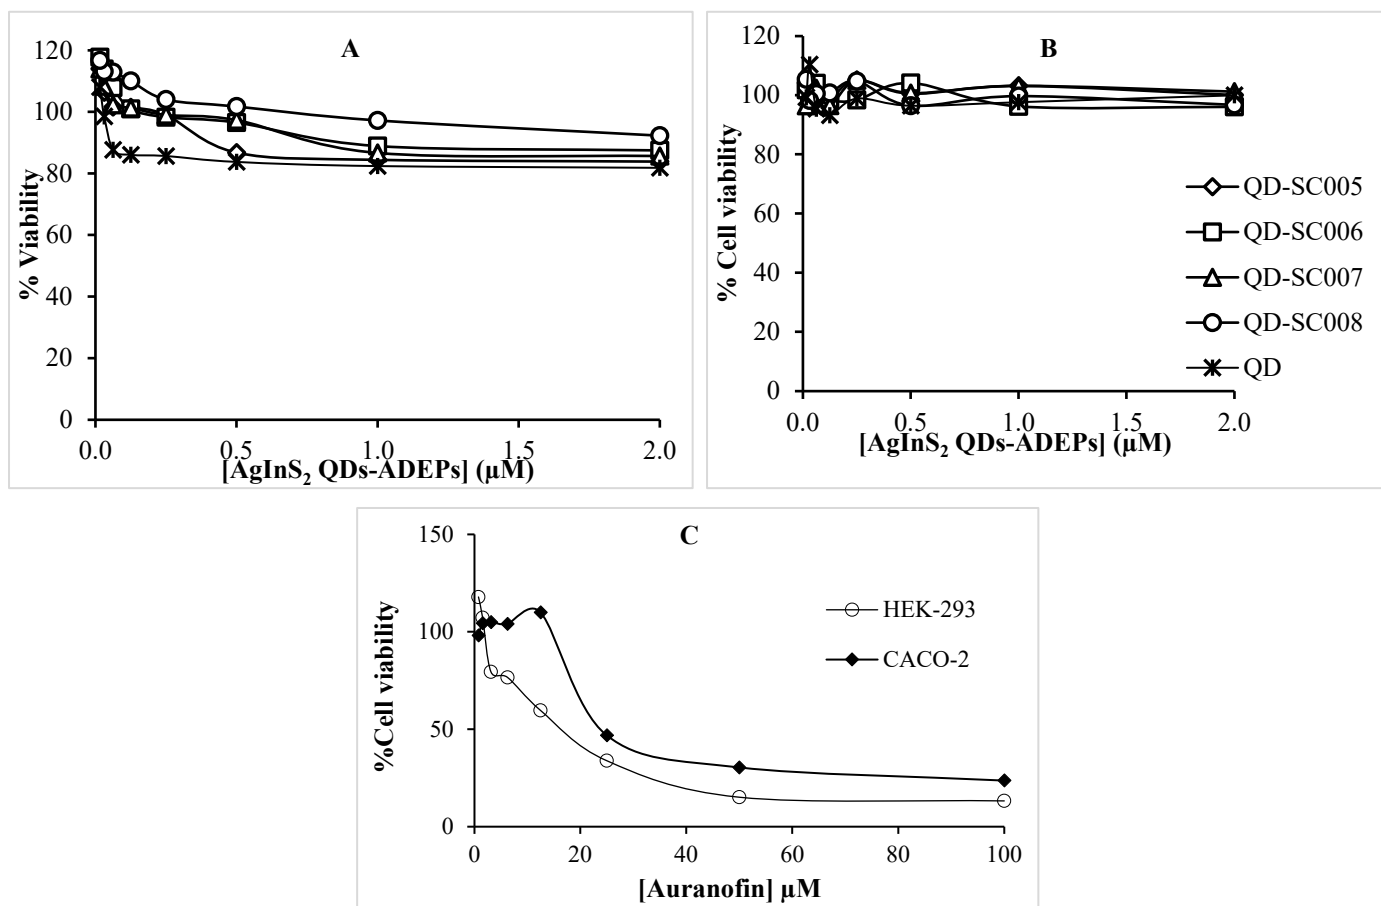 A
120
100
80
60
40
20
0
% Viability
0.0 0.5 1.0 1.5 2.0
[AgInS2 QDs-ADEPs] (µM)
B
120
100
80
60
40
20
0
% Cell viability
0.0 0.5 1.0 1.5 2.0
[AgInS2 QDs-ADEPs] (µM)
QD-SC005
QD-SC006
QD-SC007
QD-SC008
QD
C
150
100
50
0
%Cell viability
0 20 40 60 80 100
[Auranofin] µM
HEK-293
CACO-2